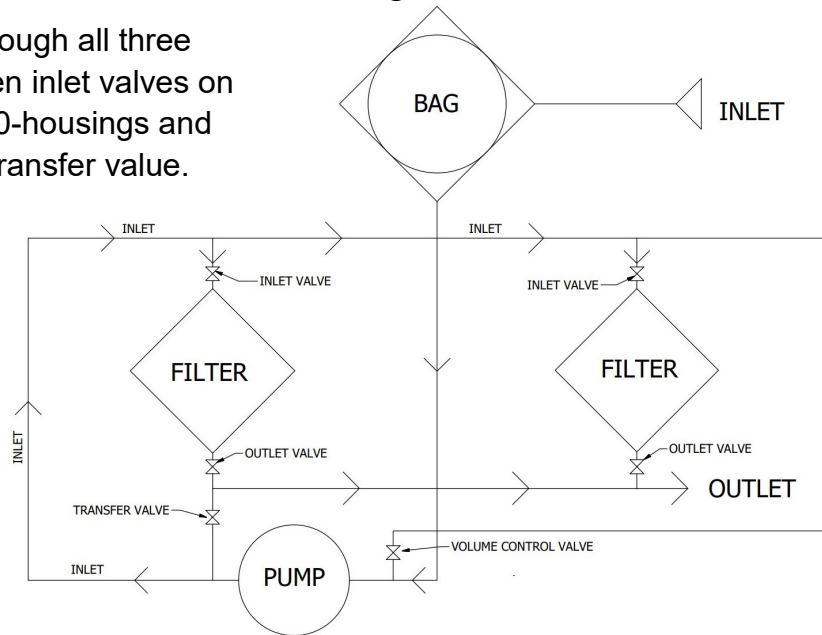 ough all three
en inlet valves on
0-housings and
ransfer value.
BAG
INLET
INLET
INLET
INLET VALVE
INLET VALVE
FILTER
FILTER
INLET
OUTLET VALVE
OUTLET VALVE
OUTLET
TRANSFER VALVE
VOLUME CONTROL VALVE
INLET
PUMP